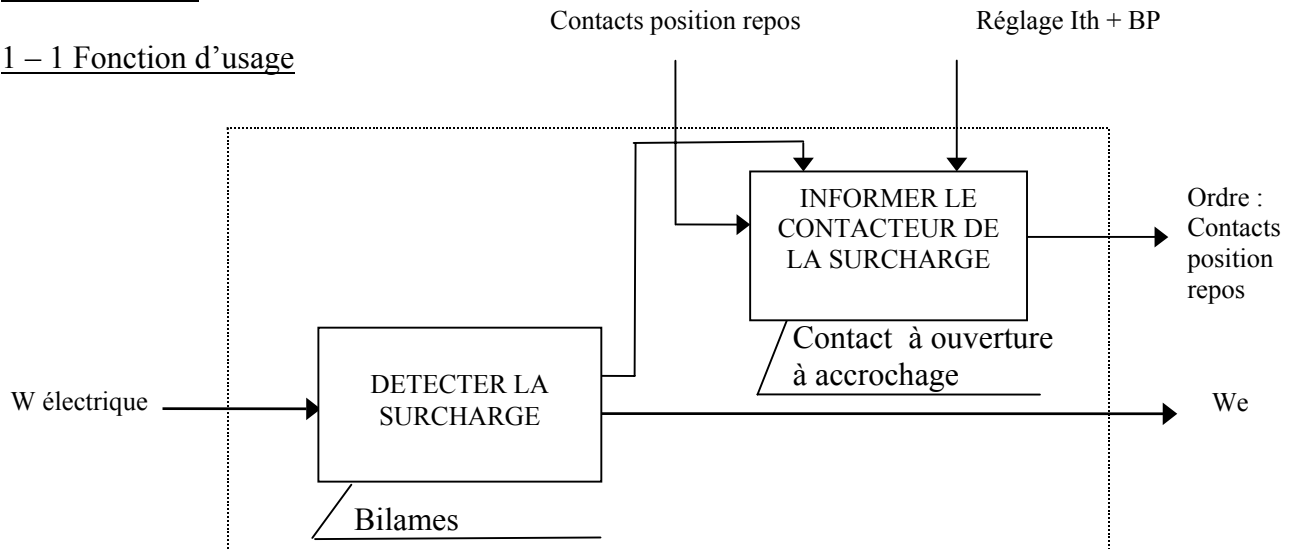 Contacts position repos
Réglage Ith + BP
1 – 1 Fonction d’usage
INFORMER LE
CONTACTEUR DE
LA SURCHARGE
Ordre :
Contacts
position
repos
Contact à ouverture
à accrochage
W électrique
DETECTER LA
SURCHARGE
We
Bilames